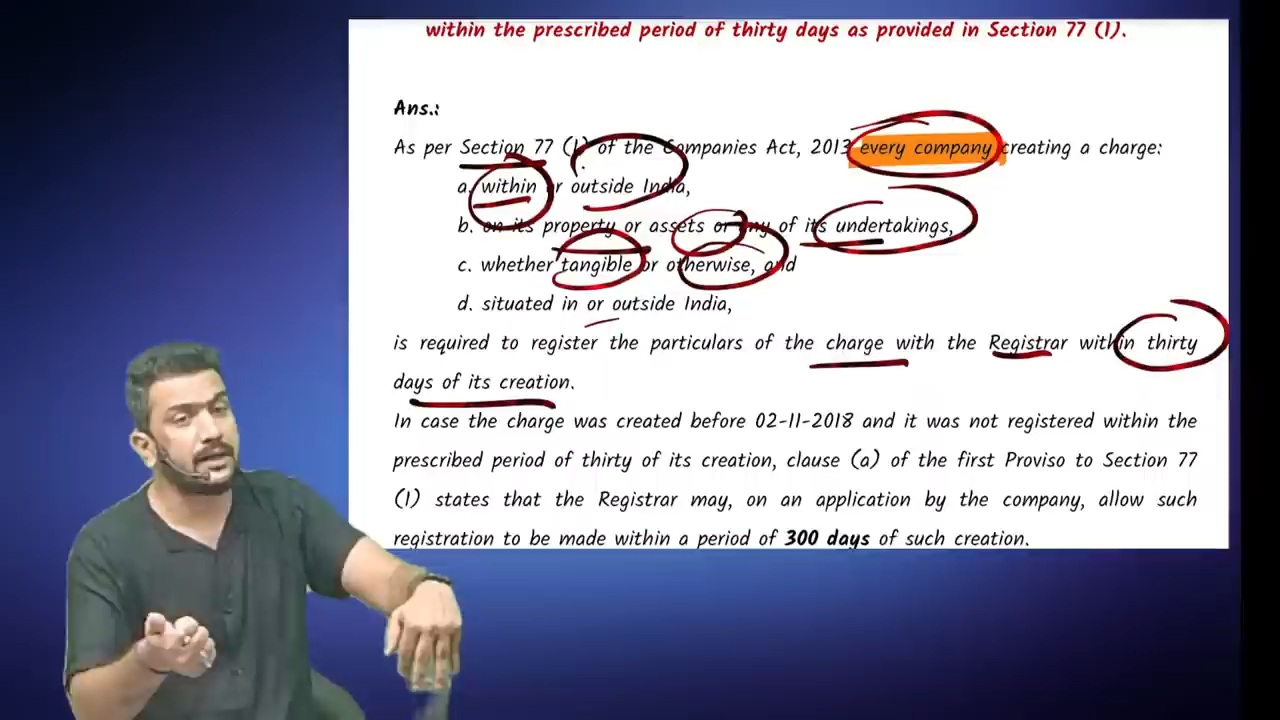 within the prescribed period of thirty days as provided in Section 77 (1).
Ans.:
As per Section 77 (1) of the Companies Act, 2013 every company creating a charge:
a. within or outside India,
b. on its property or assets or any of its undertakings,
c. whether tangible or otherwise, and
d. situated in or outside India,
is required to register the particulars of the charge with the Registrar within thirty
days of its creation.
In case the charge was created before 02-11-2018 and it was not registered within the
prescribed period of thirty of its creation, clause (a) of the first Proviso to Section 77
(1) states that the Registrar may, on an application by the company, allow such
registration to be made within a period of 300 days of such creation.